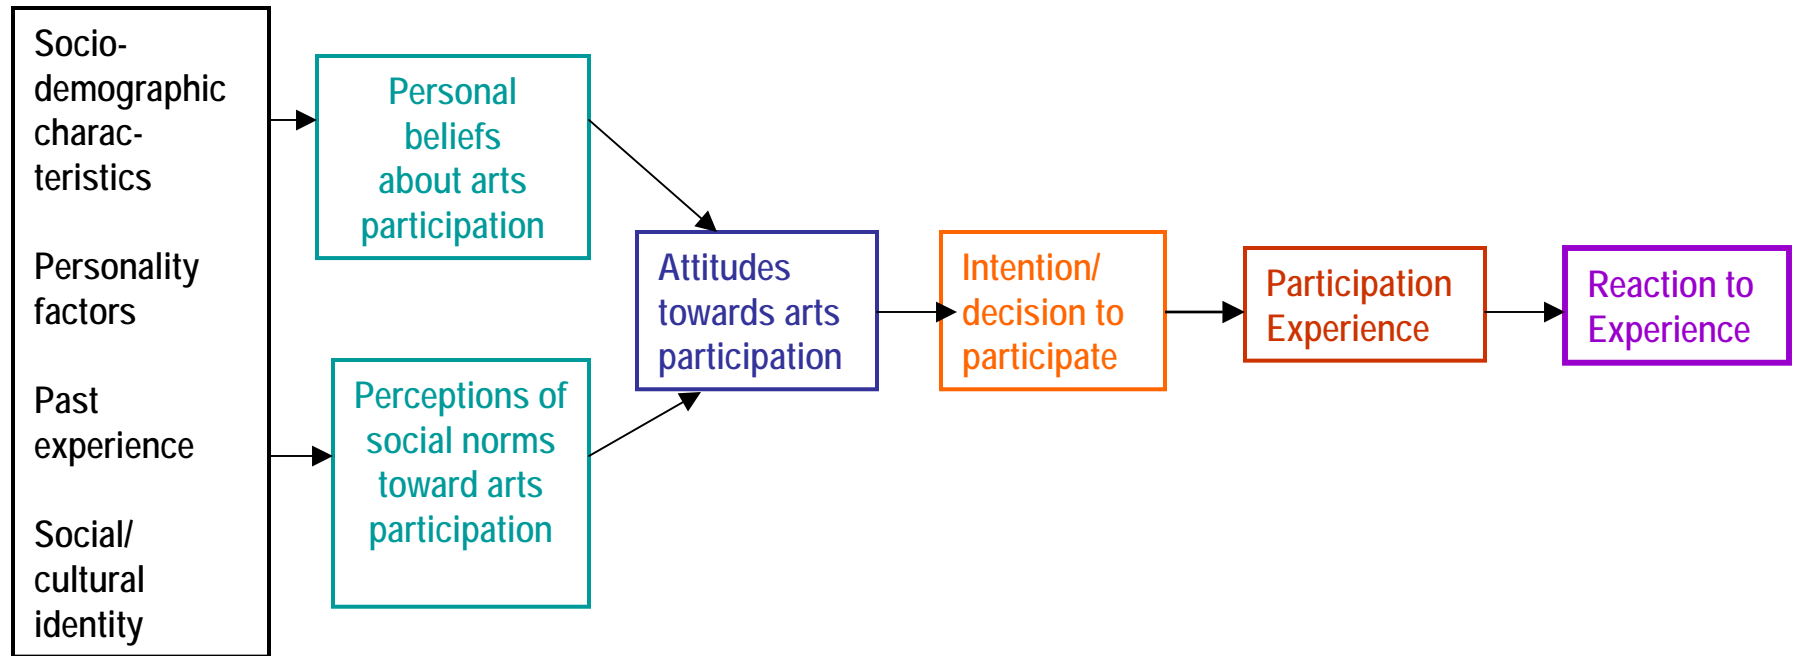 Socio-
demographic
charac-
teristics
Personality
factors
Past
experience
Social/
cultural
identity
Personal
beliefs
about arts
participation
Perceptions of
social norms
toward arts
participation
Attitudes
towards arts
participation
Intention/
decision to
participate
Participation
Experience
Reaction to
Experience